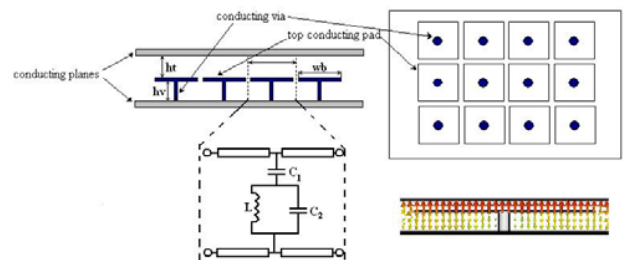 conducting via
top conducting pad
ht
conducting planes
wb
hv
C1
L
C2